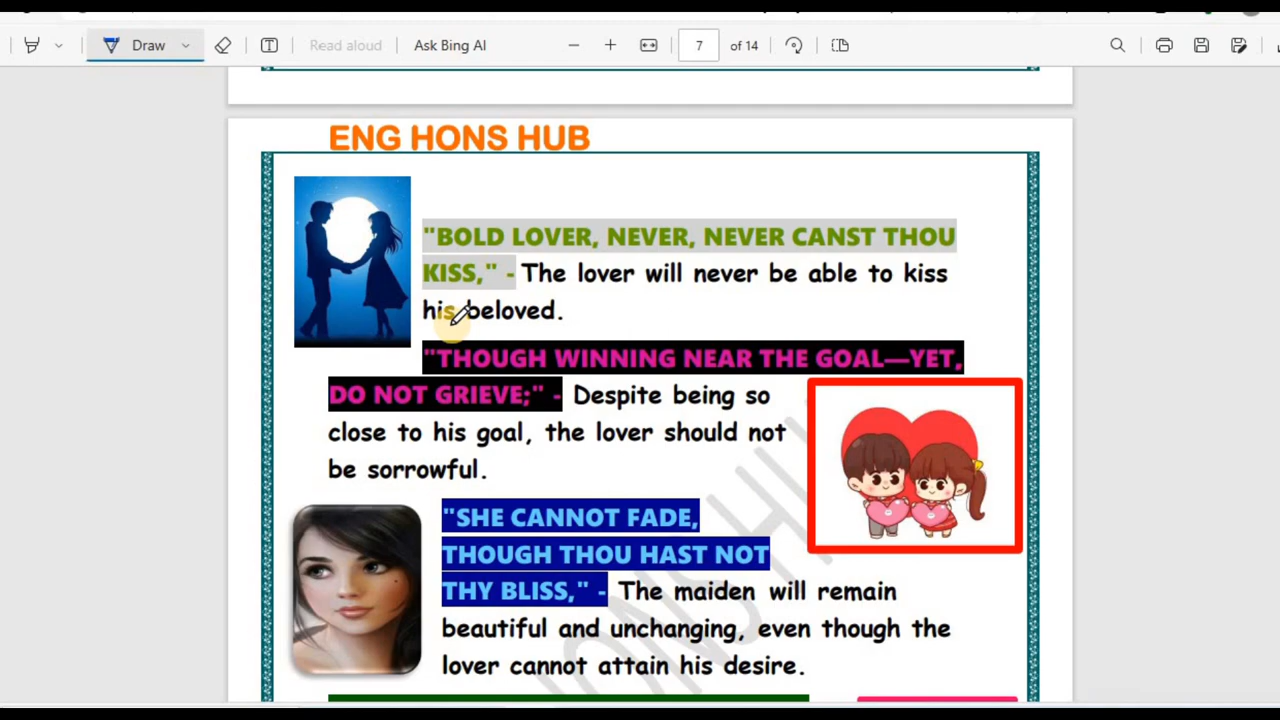 Draw
Read aloud
Ask Bing AI
7
of 14
ENG HONS HUB
"BOLD LOVER, NEVER, NEVER CANST THOU
KISS," - The lover will never be able to kiss
his beloved.
"THOUGH WINNING NEAR THE GOAL—YET,
DO NOT GRIEVE;" - Despite being so
close to his goal, the lover should not
be sorrowful.
"SHE CANNOT FADE,
THOUGH THOU HAST NOT
THY BLISS," - The maiden will remain
beautiful and unchanging, even though the
lover cannot attain his desire.